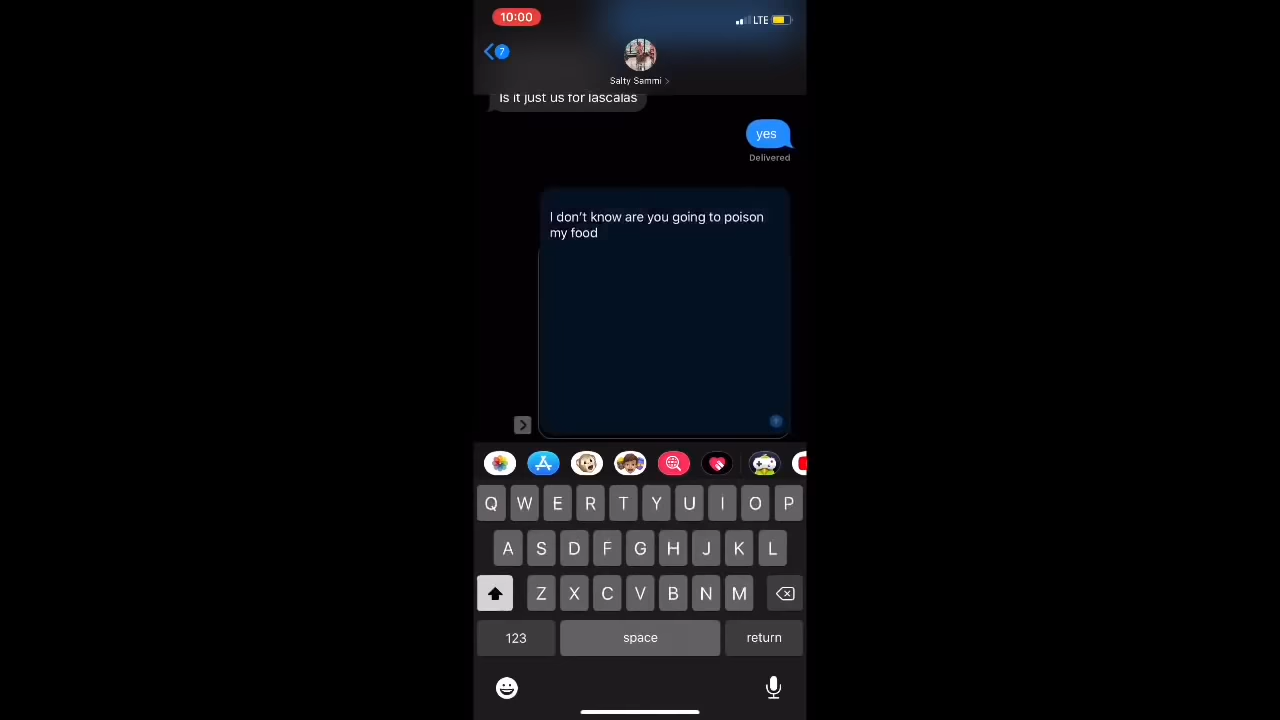 10:00
LTE
7
Salty Sammi
Is it just us for lascalas
yes
Delivered
I don't know are you going to poison
my food
Q W E R T Y U I O P
A S D F G H J K L
Z X C V B N M
123 space return